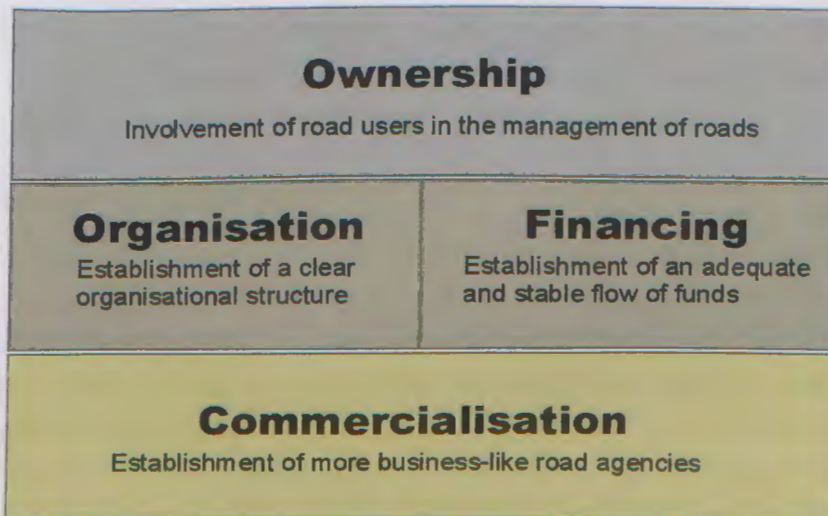 Ownership
Involvement of road users in the management of roads
Organisation
Establishment of a clear
organisational structure
Financing
Establishment of an adequate
and stable flow of funds
Commercialisation
Establishment of more business-like road agencies